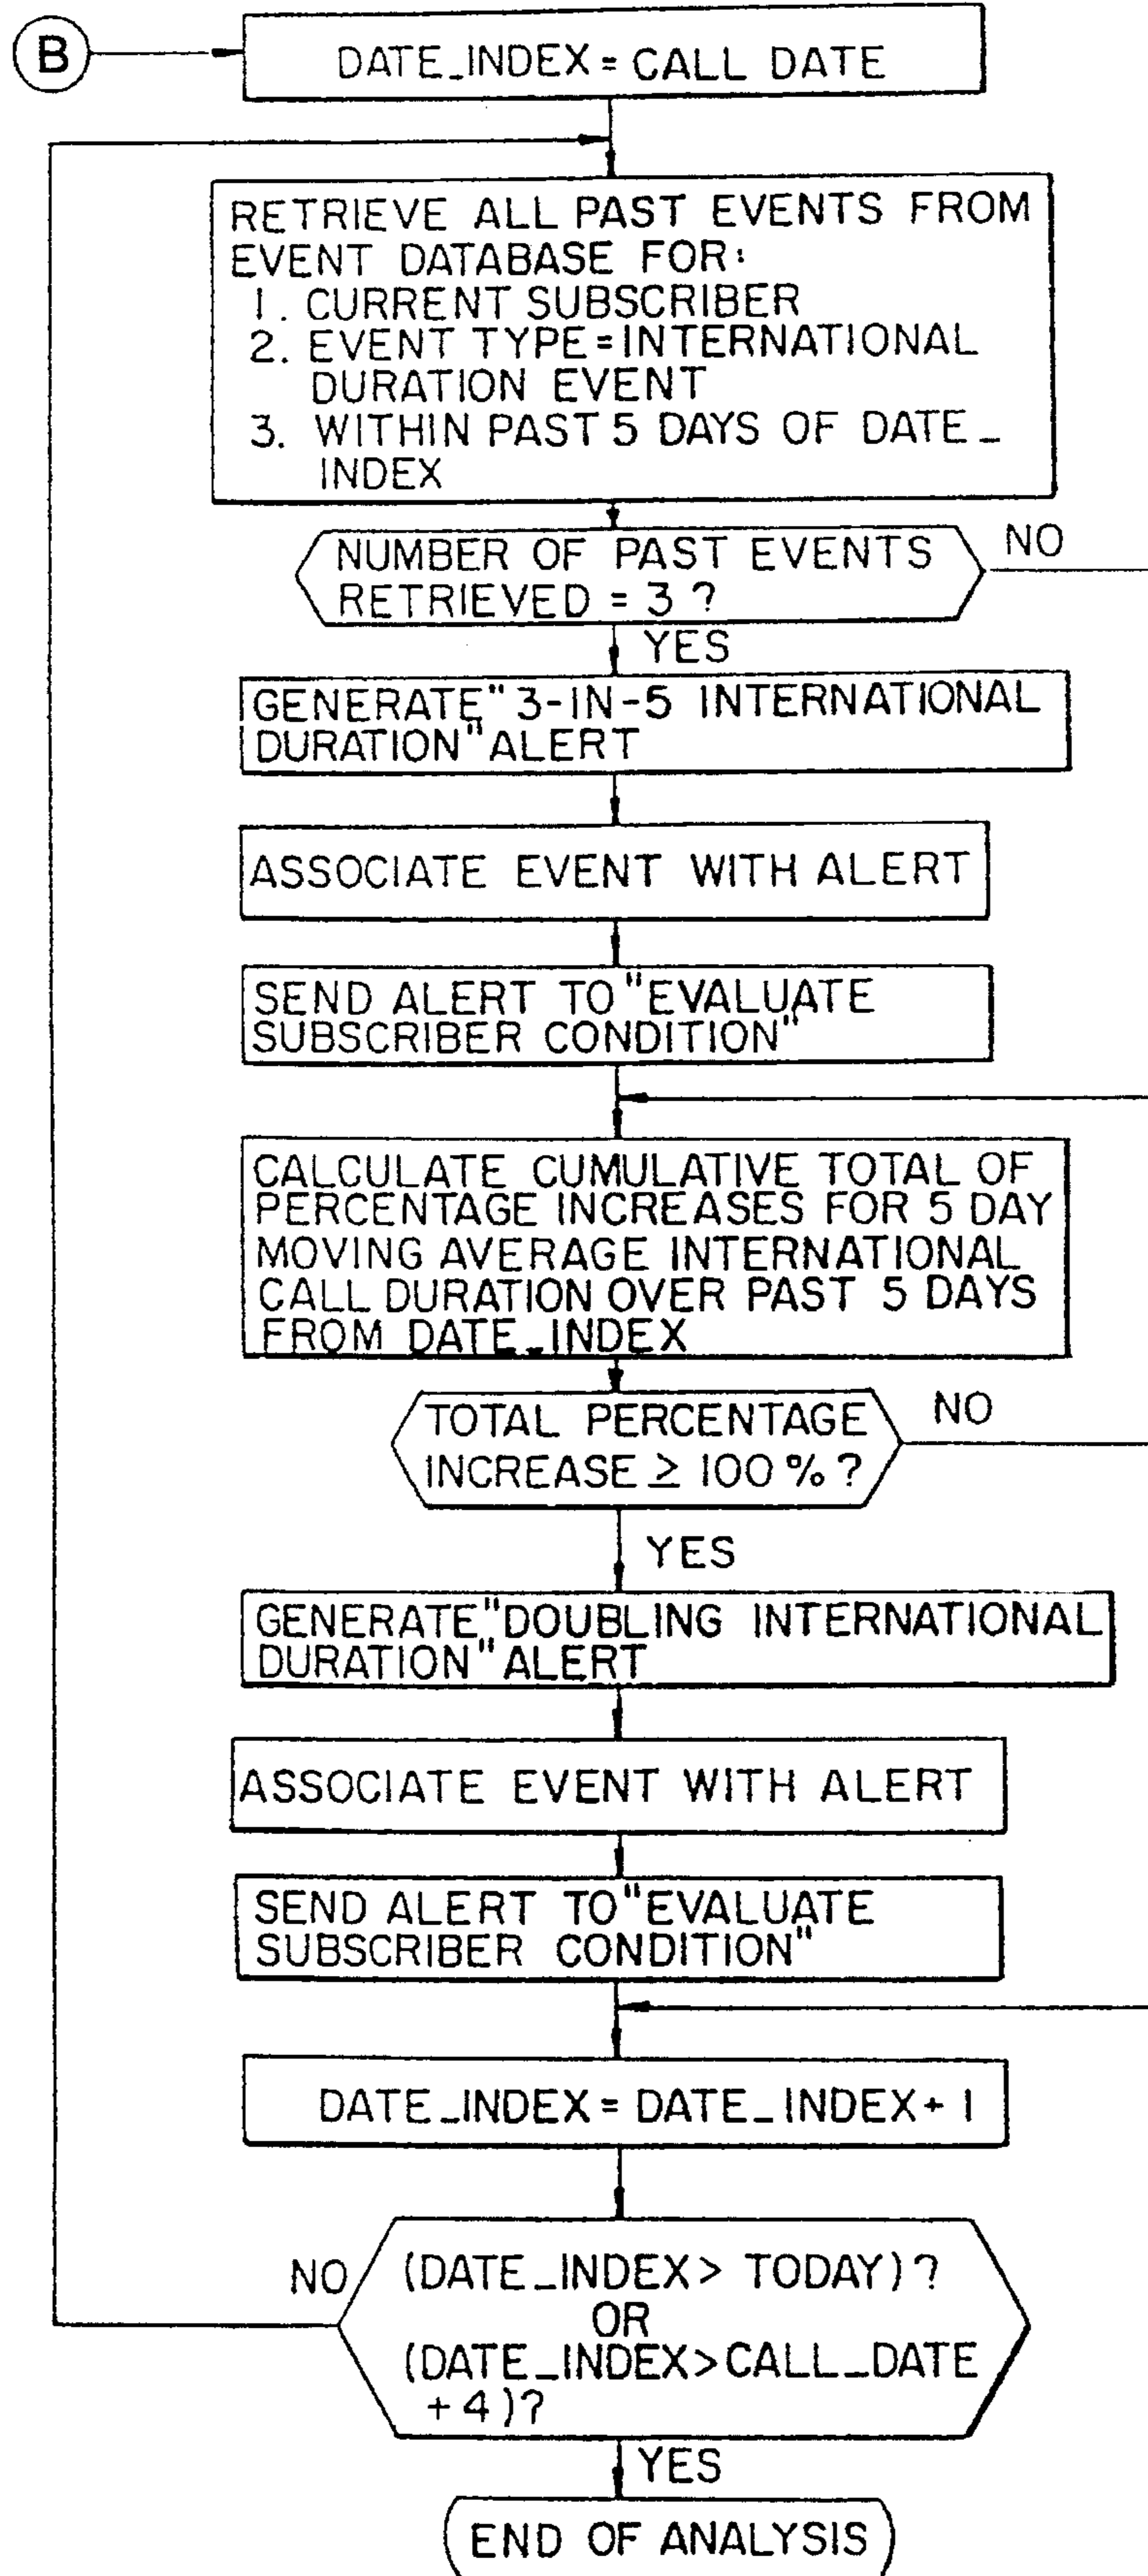 B
DATE_INDEX = CALL DATE
RETRIEVE ALL PAST EVENTS FROM
EVENT DATABASE FOR:
1. CURRENT SUBSCRIBER
2. EVENT TYPE = INTERNATIONAL
DURATION EVENT
3. WITHIN PAST 5 DAYS OF DATE_
INDEX
NUMBER OF PAST EVENTS
RETRIEVED = 3 ?
NO
YES
GENERATE "3-IN-5 INTERNATIONAL
DURATION" ALERT
ASSOCIATE EVENT WITH ALERT
SEND ALERT TO "EVALUATE
SUBSCRIBER CONDITION"
CALCULATE CUMULATIVE TOTAL OF
PERCENTAGE INCREASES FOR 5 DAY
MOVING AVERAGE INTERNATIONAL
CALL DURATION OVER PAST 5 DAYS
FROM DATE_INDEX
TOTAL PERCENTAGE
INCREASE ≥ 100 % ?
NO
YES
GENERATE "DOUBLING INTERNATIONAL
DURATION" ALERT
ASSOCIATE EVENT WITH ALERT
SEND ALERT TO "EVALUATE
SUBSCRIBER CONDITION"
DATE_INDEX = DATE_INDEX + 1
NO
(DATE_INDEX > TODAY) ?
OR
(DATE_INDEX > CALL_DATE
+ 4 ) ?
YES
END OF ANALYSIS